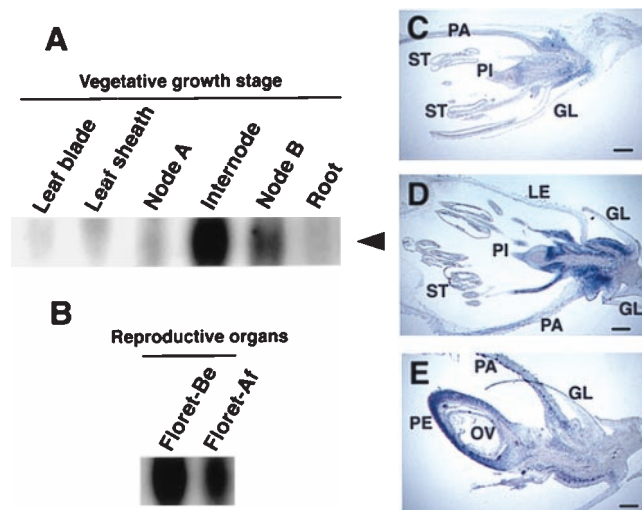 A
Vegetative growth stage
Leaf blade
Leaf sheath
Node A
Internode
Node B
Root
B
Reproductive organs
Floret-Be
Floret-Af
C
PA
ST
PI
ST
GL
D
LE
GL
PI
ST
GL
PA
E
PA
GL
PE
OV